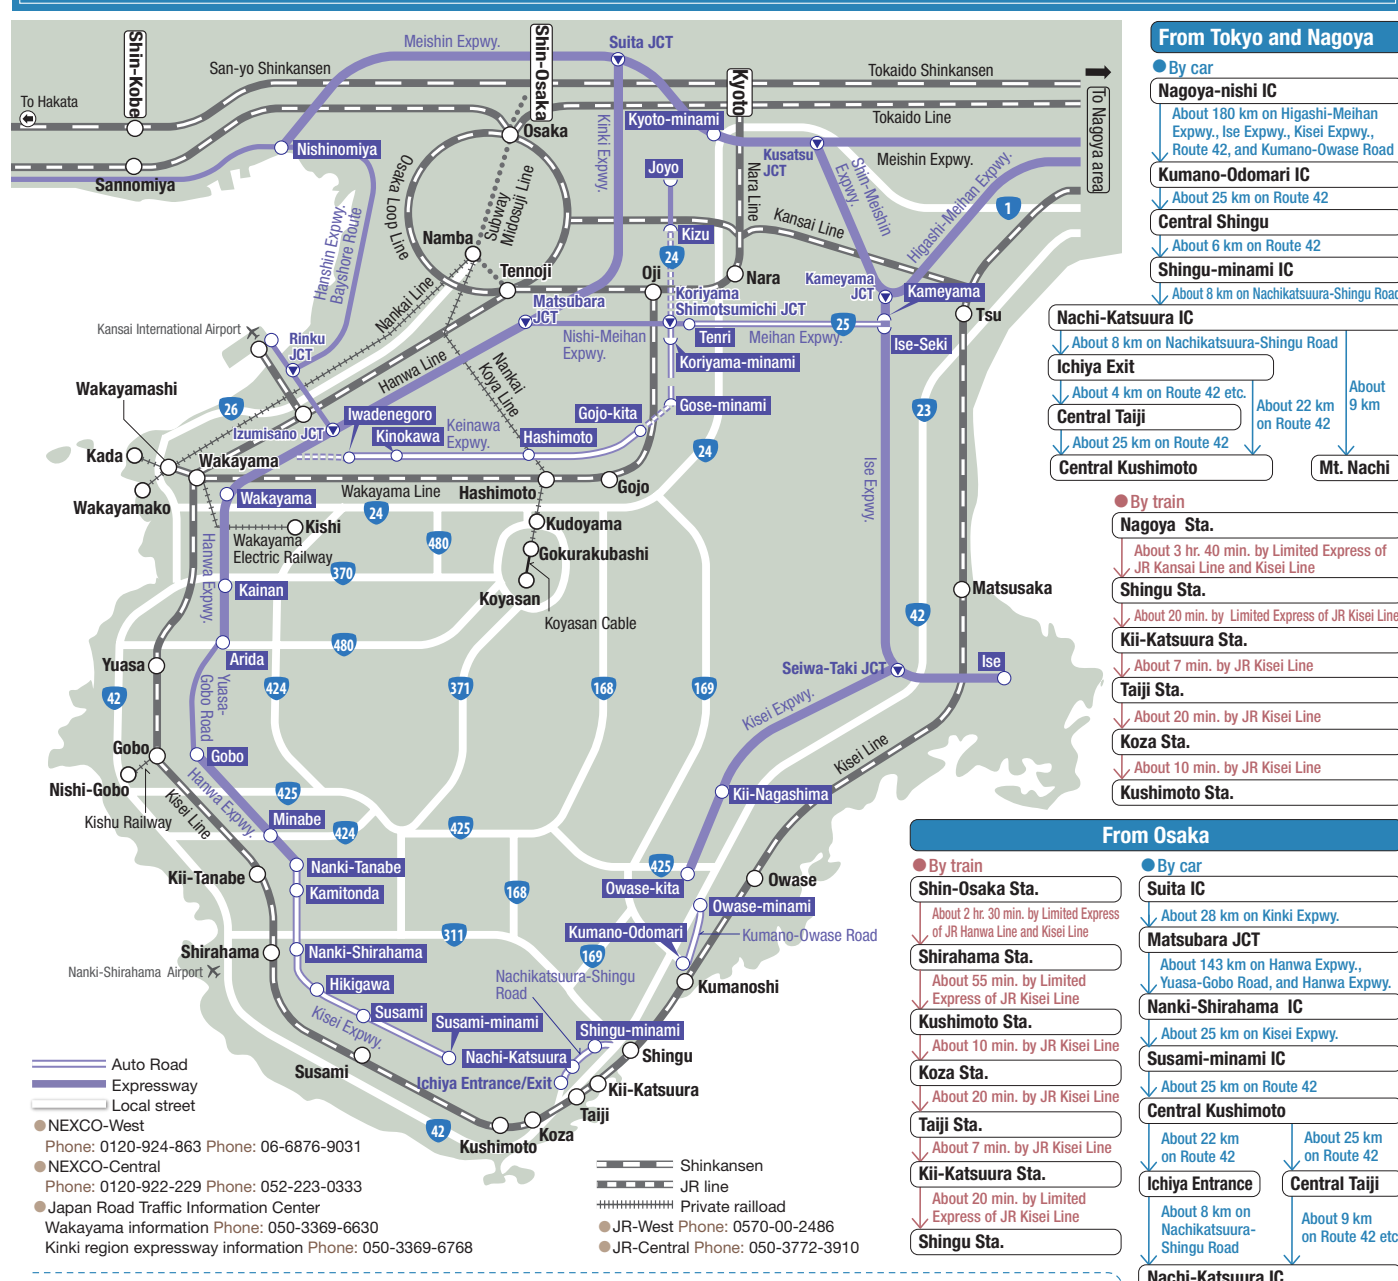 Shin-Kobe
Meishin Expwy.
Shin-Osaka
Suita JCT
San-yo Shinkansen
Kyoto
Tokaido Shinkansen
To Hakata
To Nagoya area
Osaka
Kyoto-minami
Tokaido Line
Nishinomiya
Kinki Expwy.
Kusatsu
JCT
Meishin Expwy.
Sannomiya
Osaka Loop Line
Subway
Midosuji Line
Joyo
Nara Line
Shin-Meishin
Expwy.
Higashi-Meihan Expwy.
1
Hanshin Expwy.
Bayshore Route
Namba
Kizu
Kansai Line
24
Tennoji
Oji
Nara
Kameyama
JCT
Kameyama
Nankai Line
Matsubara
JCT
Koriyama
Shimotsumichi JCT
Tsu
Kansai International Airport
Rinku
JCT
Nishi-Meihan
Expwy.
Tenri
Meihan Expwy.
25
Ise-Seki
Hanwa Line
Nankai
Koya Line
Koriyama-minami
Wakayamashi
26
Iwadenegoro
Gojo-kita
Gose-minami
23
Izumisano JCT
Kinokawa
Keinawa
Expwy.
Hashimoto
24
Kada
Wakayama
Ise Expwy.
Wakayamako
Wakayama
Wakayama Line
Hashimoto
Gojo
24
Kishi
Kudoyama
Wakayama
Electric Railway
480
Gokurakubashi
Hanwa Expwy.
370
Kainan
Koyasan
Matsusaka
Koyasan Cable
42
480
Arida
Yuasa
Seiwa-Taki JCT
Ise
42
Yuasa-
Gobo Road
424
371
168
169
Kisei Expwy.
Gobo
Gobo
Kisei Line
Nishi-Gobo
Hanwa Expwy.
425
Kii-Nagashima
Kishu Railway
Kisei Line
Minabe
424
425
Nanki-Tanabe
425
Kii-Tanabe
Kamitonda
168
Owase-kita
Owase
Owase-minami
311
Kumano-Odomari
Kumano-Owase Road
Shirahama
Nanki-Shirahama
169
Nanki-Shirahama Airport
Hikigawa
Nachikatsuura-Shingu
Road
Kumanoshi
Kisei Expwy.
Susami
Susami-minami
Shingu-minami
Nachi-Katsuura
Shingu
Susami
Ichiya Entrance/Exit
Kii-Katsuura
Taiji
42
Koza
Kushimoto
Auto Road
Expressway
Local street
NEXCO-West
Phone: 0120-924-863 Phone: 06-6876-9031
NEXCO-Central
Phone: 0120-922-229 Phone: 052-223-0333
Japan Road Traffic Information Center
Wakayama information Phone: 050-3369-6630
Kinki region expressway information Phone: 050-3369-6768
Shinkansen
JR line
Private railload
JR-West Phone: 0570-00-2486
JR-Central Phone: 050-3772-3910
From Tokyo and Nagoya
By car
Nagoya-nishi IC
About 180 km on Higashi-Meihan
Expwy., Ise Expwy., Kisei Expwy.,
Route 42, and Kumano-Owase Road
Kumano-Odomari IC
About 25 km on Route 42
Central Shingu
About 6 km on Route 42
Shingu-minami IC
About 8 km on Nachikatsuura-Shingu Road
Nachi-Katsuura IC
About 8 km on Nachikatsuura-Shingu Road
Ichiya Exit
About 4 km on Route 42 etc.
Central Taiji
About 25 km on Route 42
About 22 km
on Route 42
Central Kushimoto
About
9 km
Mt. Nachi
By train
Nagoya Sta.
About 3 hr. 40 min. by Limited Express of
JR Kansai Line and Kisei Line
Shingu Sta.
About 20 min. by Limited Express of JR Kisei Line
Kii-Katsuura Sta.
About 7 min. by JR Kisei Line
Taiji Sta.
About 20 min. by JR Kisei Line
Koza Sta.
About 10 min. by JR Kisei Line
Kushimoto Sta.
From Osaka
By train
Shin-Osaka Sta.
About 2 hr. 30 min. by Limited Express
of JR Hanwa Line and Kisei Line
Shirahama Sta.
About 55 min. by Limited
Express of JR Kisei Line
Kushimoto Sta.
About 10 min. by JR Kisei Line
Koza Sta.
About 20 min. by JR Kisei Line
Taiji Sta.
About 7 min. by JR Kisei Line
Kii-Katsuura Sta.
About 20 min. by Limited
Express of JR Kisei Line
Shingu Sta.
By car
Suita IC
About 28 km on Kinki Expwy.
Matsubara JCT
About 143 km on Hanwa Expwy.,
Yuasa-Gobo Road, and Hanwa Expwy.
Nanki-Shirahama IC
About 25 km on Kisei Expwy.
Susami-minami IC
About 25 km on Route 42
Central Kushimoto
About 22 km
on Route 42
Ichiya Entrance
About 8 km on
Nachikatsuura-
Shingu Road
About 25 km
on Route 42
Central Taiji
About 9 km
on Route 42 etc
Nachi-Katsuura IC